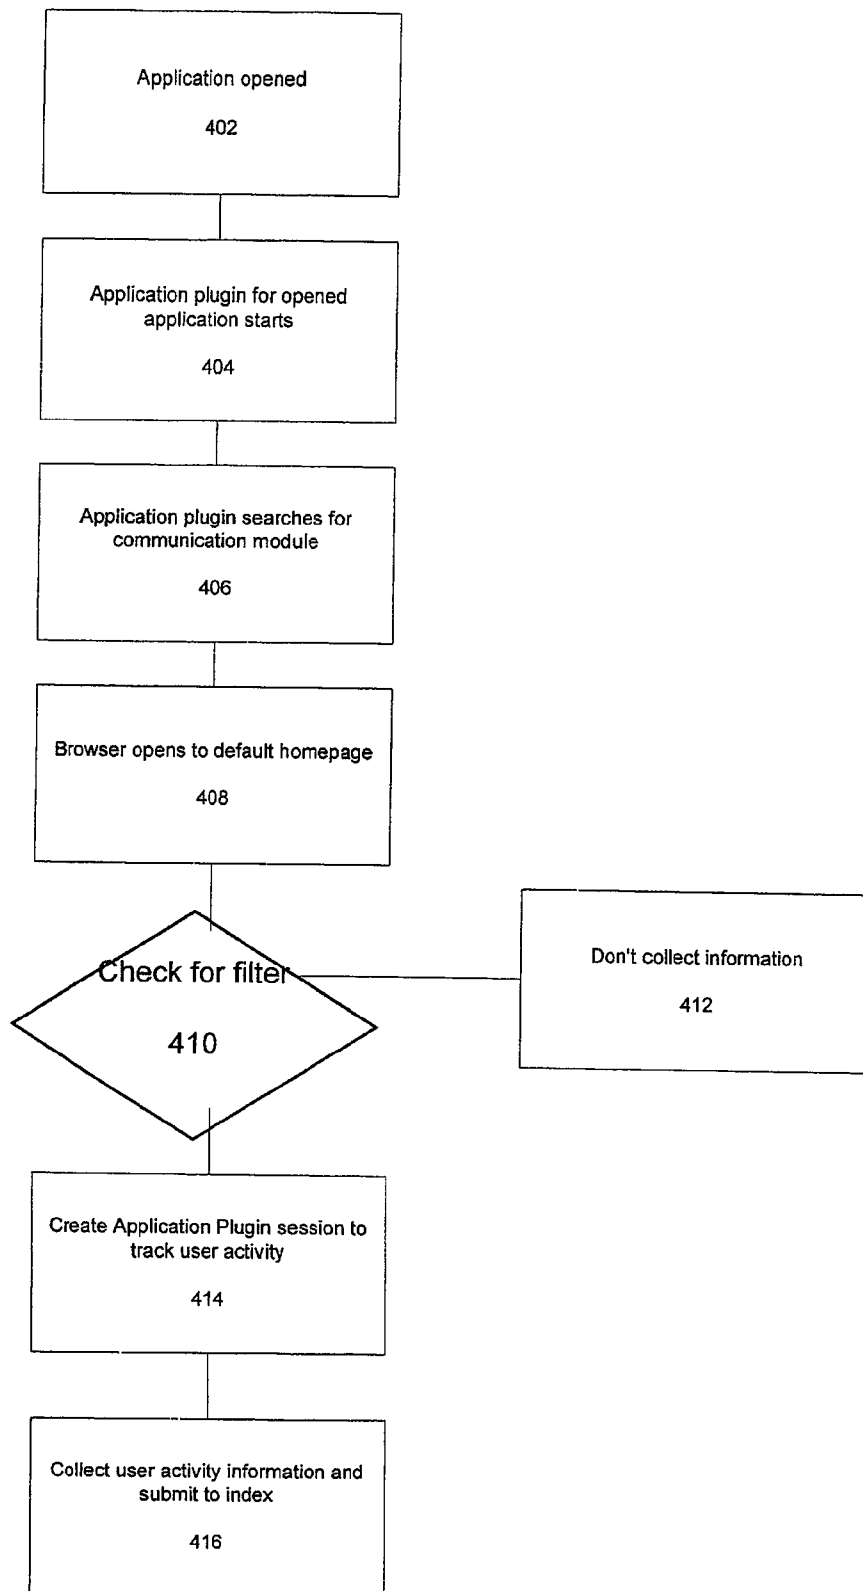 Application opened
402
Application plugin for opened
application starts
404
Application plugin searches for
communication module
406
Browser opens to default homepage
408
Check for filter
410
Don't collect information
412
Create Application Plugin session to
track user activity
414
Collect user activity information and
submit to index
416